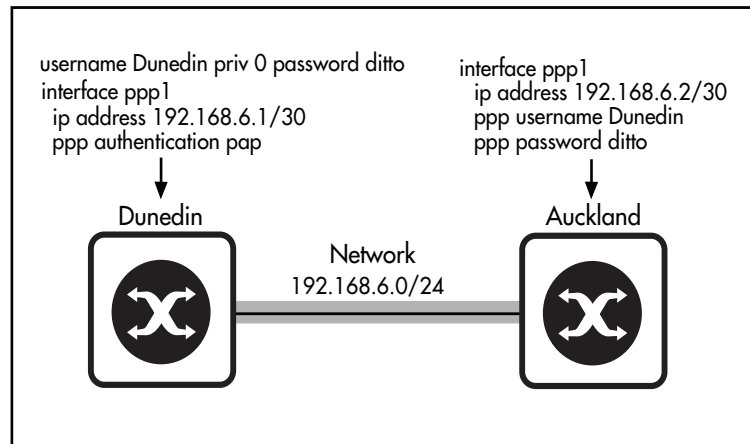 username Dunedin priv 0 password ditto
interface ppp1
ip address 192.168.6.1/30
ppp authentication pap
interface ppp1
ip address 192.168.6.2/30
ppp username Dunedin
ppp password ditto
Dunedin
Auckland
Network
192.168.6.0/24